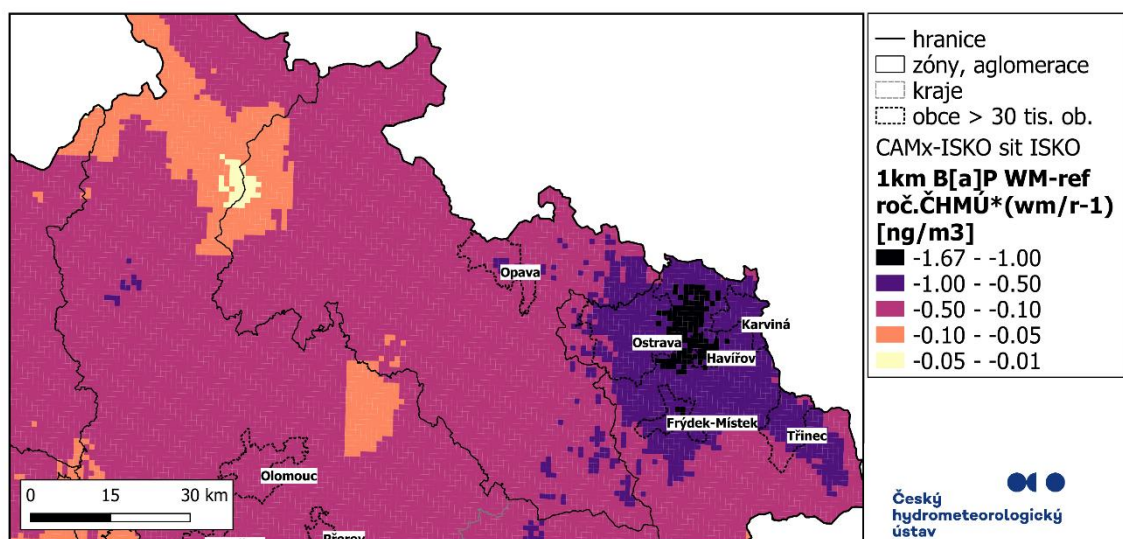 hranice
zóny, aglomerace
kraje
obce > 30 tis. ob.
CAMx-ISKO sit ISKO
1km B[a]P WM-ref
roč.ČHMÚ*(wm/r-1)
[ng/m3]
-1.67 - -1.00
-1.00 - -0.50
-0.50 - -0.10
-0.10 - -0.05
-0.05 - -0.01
Opava
Karviná
Ostrava
Havířov
Frýdek-Místek
Třinec
Olomouc
0 15 30 km
Přerov
Český
hydrometeorologický
ústav